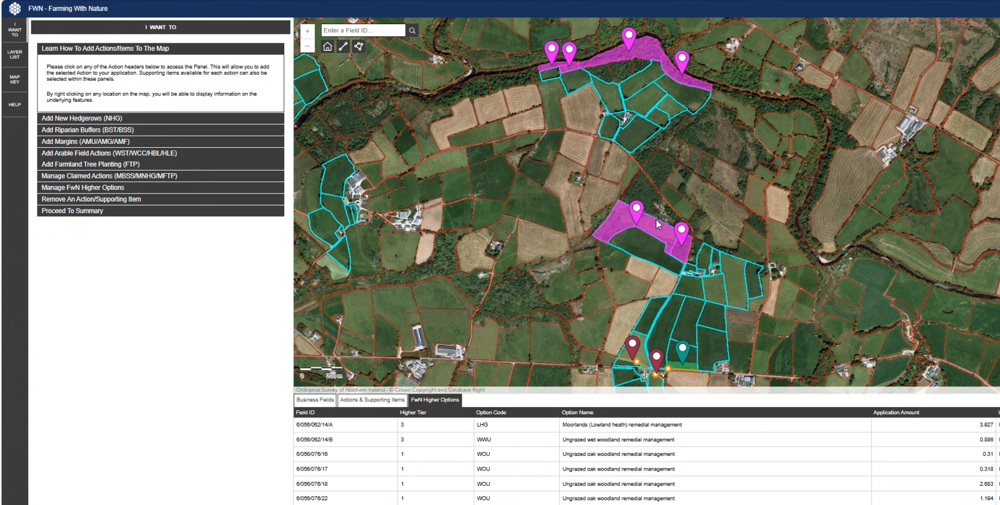 FWN - Farming With Nature
I
WANT
TO
LAYER
LIST
MAP
KEY
HELP
I WANT TO
Learn How To Add Actions/Items To The Map
Please click on any of the Action headers below to access the Panel. This will allow you to add
the selected Action to your application. Supporting items available for each action can also be
selected within these panels.
By right clicking on any location on the map, you will be able to display information on the
underlying features.
Add New Hedgerows (NHG)
Add Riparian Buffers (BST/BSS)
Add Margins (AMU/AMG/AMF)
Add Arable Field Actions (WST/WCC/HBL/HLE)
Add Farmland Tree Planting (FTP)
Manage Claimed Actions (MBSS/MNHG/MFTP)
Manage FwN Higher Options
Remove An Action/Supporting Item
Proceed To Summary
+
−
Enter a Field ID...
0 200 m
Ordnance Survey of Northern Ireland - © Crown Copyright and Database Right
Business Fields Actions & Supporting Items FwN Higher Options
Field ID Higher Tier Option Code Option Name Application Amount
6/056/062/14/A 3 LHG Moorlands (Lowland heath) remedial management 3.927
6/056/062/14/B 3 WWU Ungrazed wet woodland remedial management 0.886
6/056/076/16 1 WOU Ungrazed oak woodland remedial management 0.31
6/056/076/17 1 WOU Ungrazed oak woodland remedial management 0.318
6/056/076/18 1 WOU Ungrazed oak woodland remedial management 2.683
6/056/076/22 1 WOU Ungrazed oak woodland remedial management 1.194